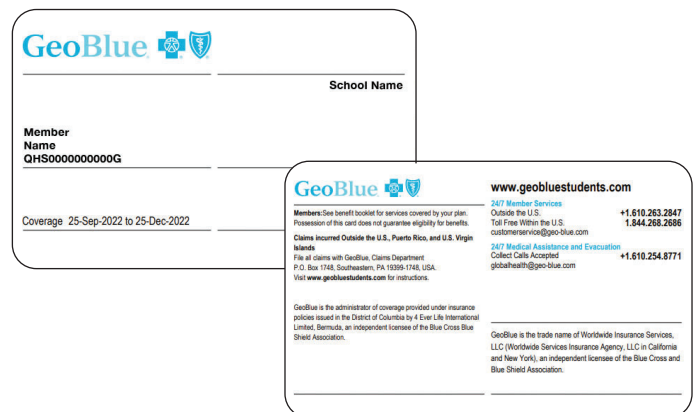 GeoBlue
School Name
Member
Name
QHS0000000000G
Coverage 25-Sep-2022 to 25-Dec-2022
GeoBlue
Members:See benefit booklet for services covered by your plan.
Possession of this card does not guarantee eligibility for benefits.
Claims incurred Outside the U.S., Puerto Rico, and U.S. Virgin
Islands
File all claims with GeoBlue, Claims Department
P.O. Box 1748, Southeastern, PA 19399-1748, USA.
Visit www.geobluestudents.com for instructions.
GeoBlue is the administrator of coverage provided under insurance
policies issued in the District of Columbia by 4 Ever Life International
Limited, Bermuda, an independent licensee of the Blue Cross Blue
Shield Association.
www.geobluestudents.com
24/7 Member Services
Outside the U.S. +1.610.263.2847
Toll Free Within the U.S. 1.844.268.2686
customerservice@geo-blue.com
24/7 Medical Assistance and Evacuation
Collect Calls Accepted +1.610.254.8771
globalhealth@geo-blue.com
GeoBlue is the trade name of Worldwide Insurance Services,
LLC (Worldwide Services Insurance Agency, LLC in California
and New York), an independent licensee of the Blue Cross and
Blue Shield Association.